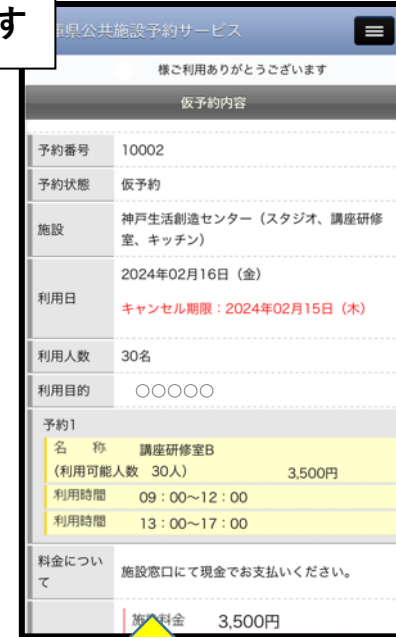 す
庫県公共施設予約サービス
様ご利用ありがとうございます
仮予約内容
予約番号 10002
予約状態 仮予約
施設 神戸生活創造センター（スタジオ、講座研修
室、キッチン）
利用日 2024年02月16日（金）
キャンセル期限：2024年02月15日（木）
利用人数 30名
利用目的 ○○○○○
予約1
名　称 講座研修室B
（利用可能人数 30人） 3,500円
利用時間 09：00～12：00
利用時間 13：00～17：00
料金につい
て
施設窓口にて現金でお支払いください。
施設料金 3,500円